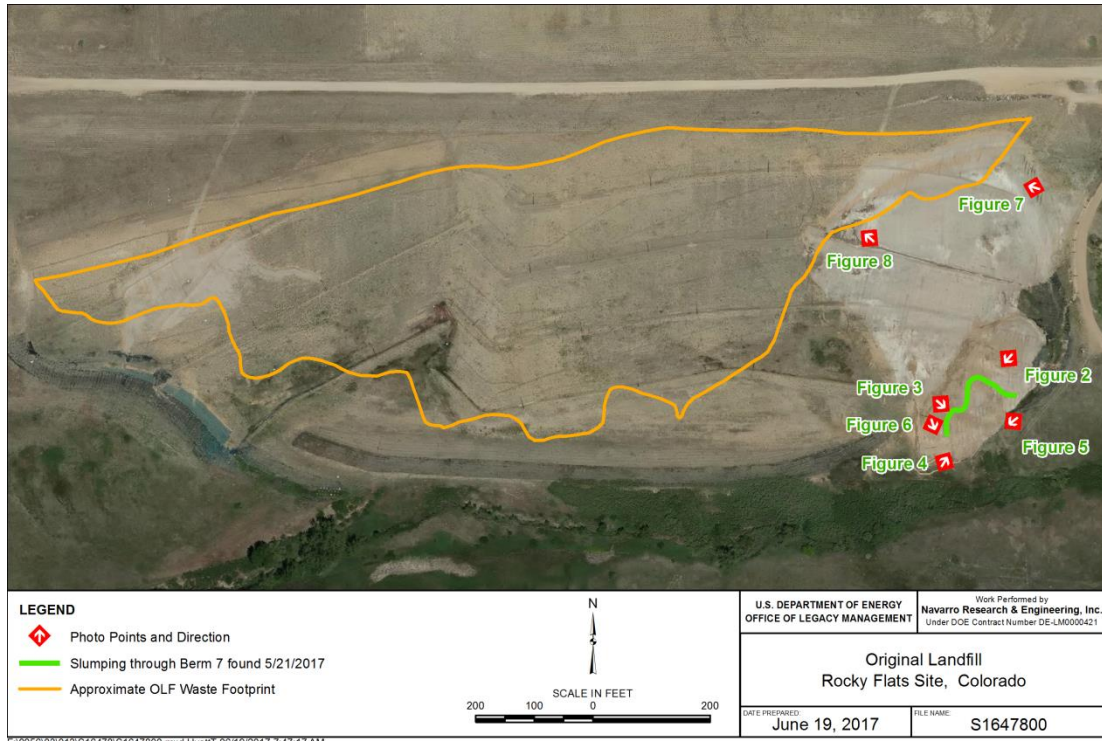 Figure 7
Figure 8
Figure 2
Figure 3
Figure 6
Figure 5
Figure 4
LEGEND
Photo Points and Direction
Slumping through Berm 7 found 5/21/2017
Approximate OLF Waste Footprint
N
SCALE IN FEET
200 100 0 200
U.S. DEPARTMENT OF ENERGY
OFFICE OF LEGACY MANAGEMENT
Work Performed by
Navarro Research & Engineering, Inc.
Under DOE Contract Number DE-LM0000421
Original Landfill
Rocky Flats Site, Colorado
DATE PREPARED:
June 19, 2017
FILE NAME:
S1647800